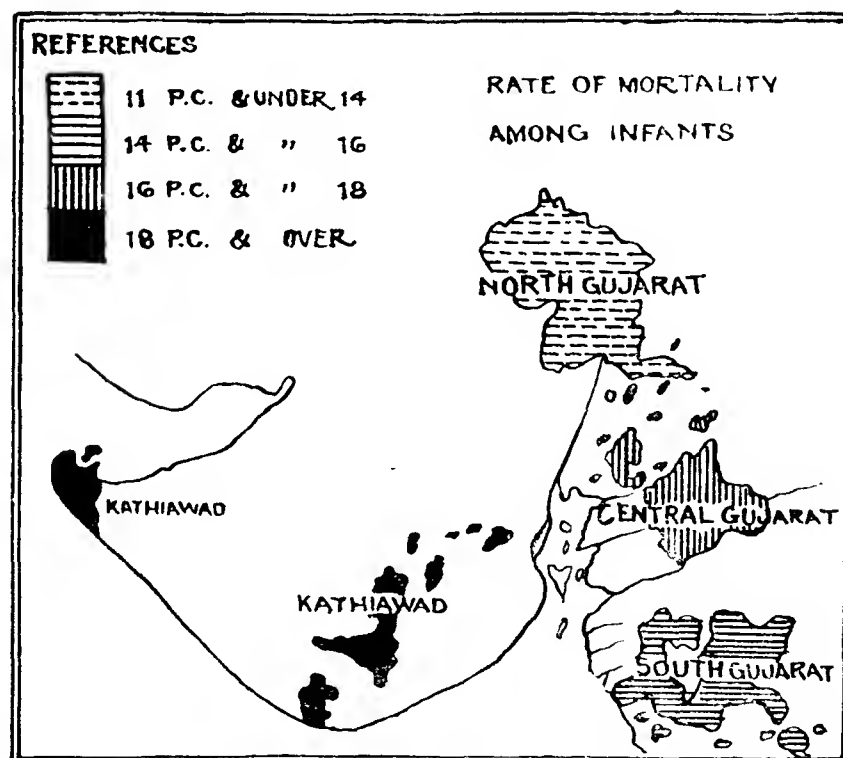 REFERENCES
11 P.C. & UNDER 14
14 P.C. & " 16
16 P.C. & " 18
18 P.C. & OVER
RATE OF MORTALITY
AMONG INFANTS
NORTH GUJARAT
KATHIAWAD
CENTRAL GUJARAT
KATHIAWAD
SOUTH GUJARAT